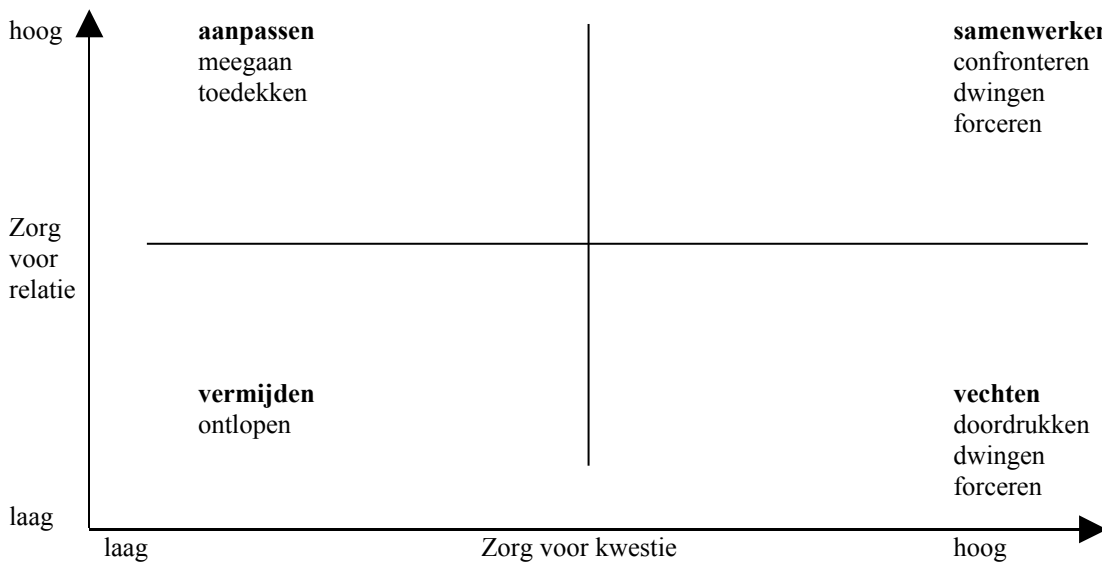 hoog
aanpassen
meegaan
toedekken
samenwerken
confronteren
dwingen
forceren
Zorg
voor
relatie
vermijden
ontlopen
vechten
doordrukken
dwingen
forceren
laag
laag
Zorg voor kwestie
hoog